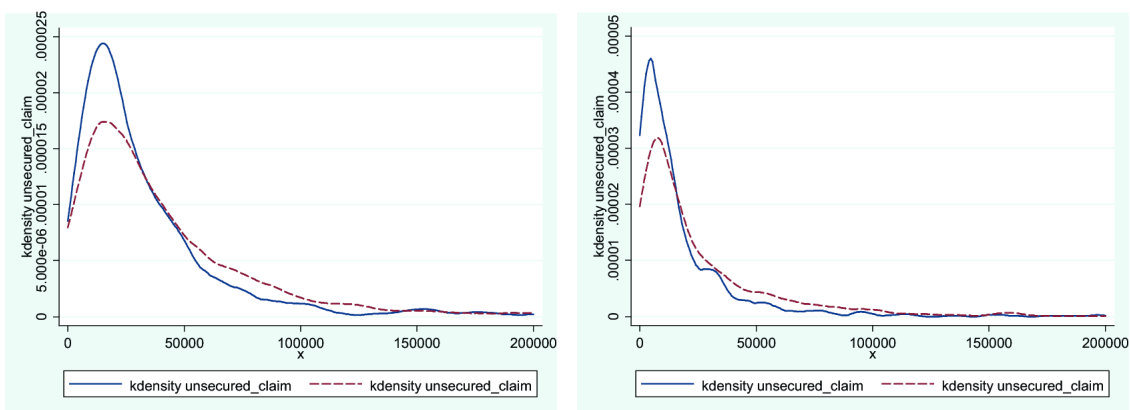 kdensity unsecured_claim
.000025
.00002
.000015
.00001
5.000e-06
0
0 50000 100000 150000 200000
x
kdensity unsecured_claim kdensity unsecured_claim
kdensity unsecured_claim
.00005
.00004
.00003
.00002
.00001
0
0 50000 100000 150000 200000
x
kdensity unsecured_claim kdensity unsecured_claim